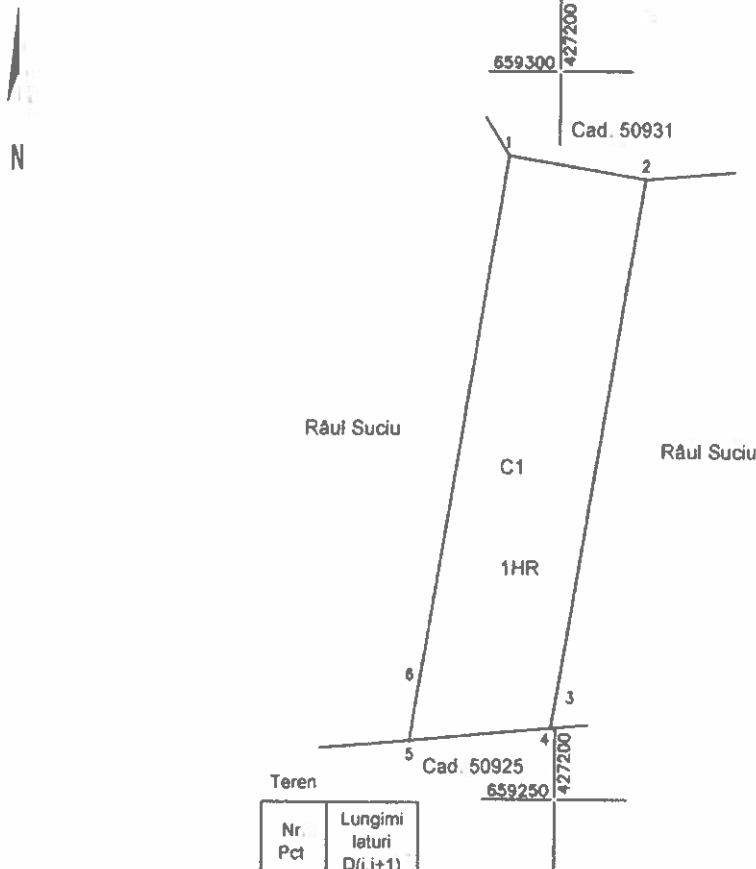 427200
659300
Cad. 50931
N
1
2
Râul Suciu
Râul Suciu
C1
1HR
6
3
4
5
Cad. 50925
427200
659250
Teren
Nr.
Pct
Lungimi
laturi
D(i,i+1)